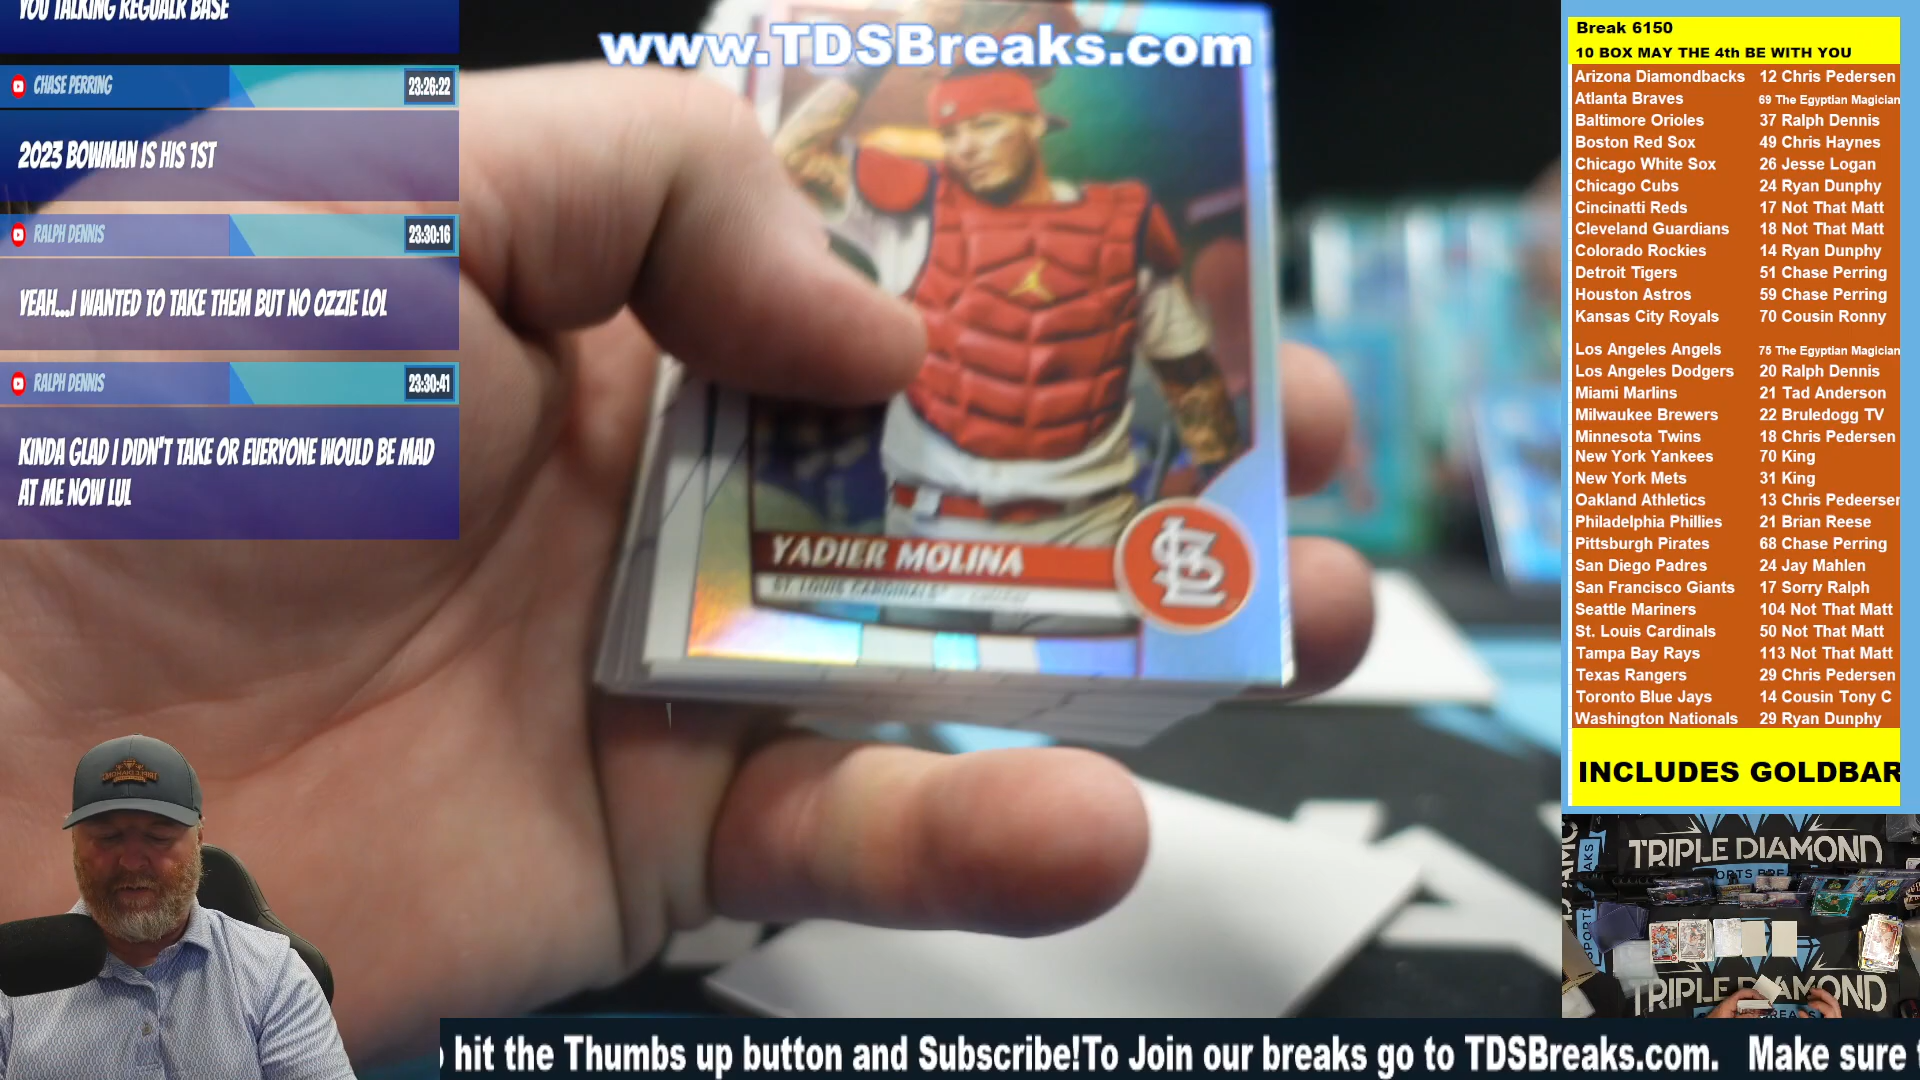 YOU TALKING REGUALR BASE
CHASE PERRING
23:26:22
2023 BOWMAN IS HIS 1ST
RALPH DENNIS
23:30:16
YEAH...I WANTED TO TAKE THEM BUT NO OZZIE LOL
RALPH DENNIS
23:30:41
KINDA GLAD I DIDN'T TAKE OR EVERYONE WOULD BE MAD
AT ME NOW LUL
www.TDSBreaks.com
YADIER MOLINA
ST. LOUIS CARDINALS
Break 6150
10 BOX MAY THE 4th BE WITH YOU
Arizona Diamondbacks 12 Chris Pedersen
Atlanta Braves 69 The Egyptian Magician
Baltimore Orioles 37 Ralph Dennis
Boston Red Sox 49 Chris Haynes
Chicago White Sox 26 Jesse Logan
Chicago Cubs 24 Ryan Dunphy
Cincinatti Reds 17 Not That Matt
Cleveland Guardians 18 Not That Matt
Colorado Rockies 14 Ryan Dunphy
Detroit Tigers 51 Chase Perring
Houston Astros 59 Chase Perring
Kansas City Royals 70 Cousin Ronny
Los Angeles Angels 75 The Egyptian Magician
Los Angeles Dodgers 20 Ralph Dennis
Miami Marlins 21 Tad Anderson
Milwaukee Brewers 22 Bruledogg TV
Minnesota Twins 18 Chris Pedersen
New York Yankees 70 King
New York Mets 31 King
Oakland Athletics 13 Chris Pedeerser
Philadelphia Phillies 21 Brian Reese
Pittsburgh Pirates 68 Chase Perring
San Diego Padres 24 Jay Mahlen
San Francisco Giants 17 Sorry Ralph
Seattle Mariners 104 Not That Matt
St. Louis Cardinals 50 Not That Matt
Tampa Bay Rays 113 Not That Matt
Texas Rangers 29 Chris Pedersen
Toronto Blue Jays 14 Cousin Tony C
Washington Nationals 29 Ryan Dunphy
INCLUDES GOLDBAR
TRIPLE DIAMOND
SPORTS BREAKS
TRIPLE DIAMOND
hit the Thumbs up button and Subscribe!To Join our breaks go to TDSBreaks.com. Make sure